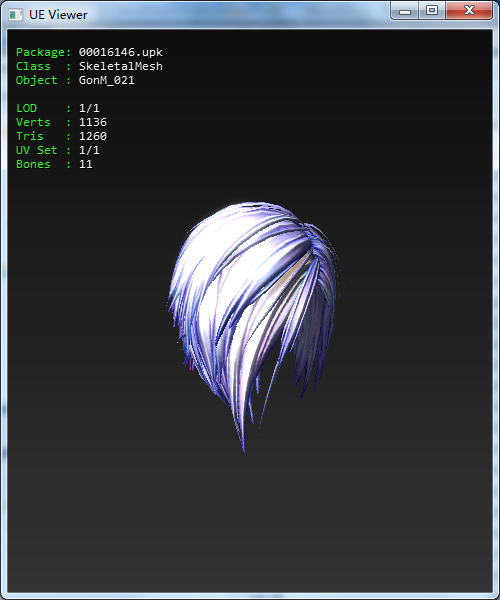 UE Viewer
Package: 00016146.upk
Class  : SkeletalMesh
Object : GonM_021
LOD    : 1/1
Verts  : 1136
Tris   : 1260
UV Set : 1/1
Bones  : 11